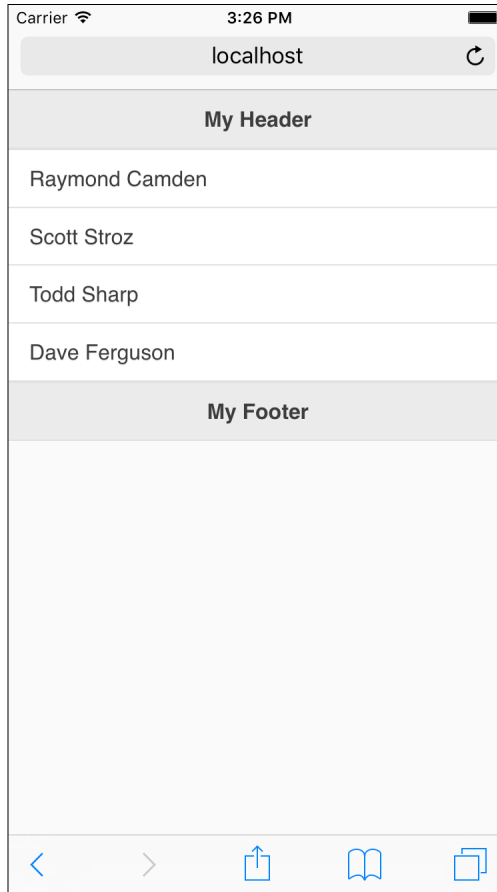 Carrier 3:26 PM
localhost
My Header
Raymond Camden
Scott Stroz
Todd Sharp
Dave Ferguson
My Footer